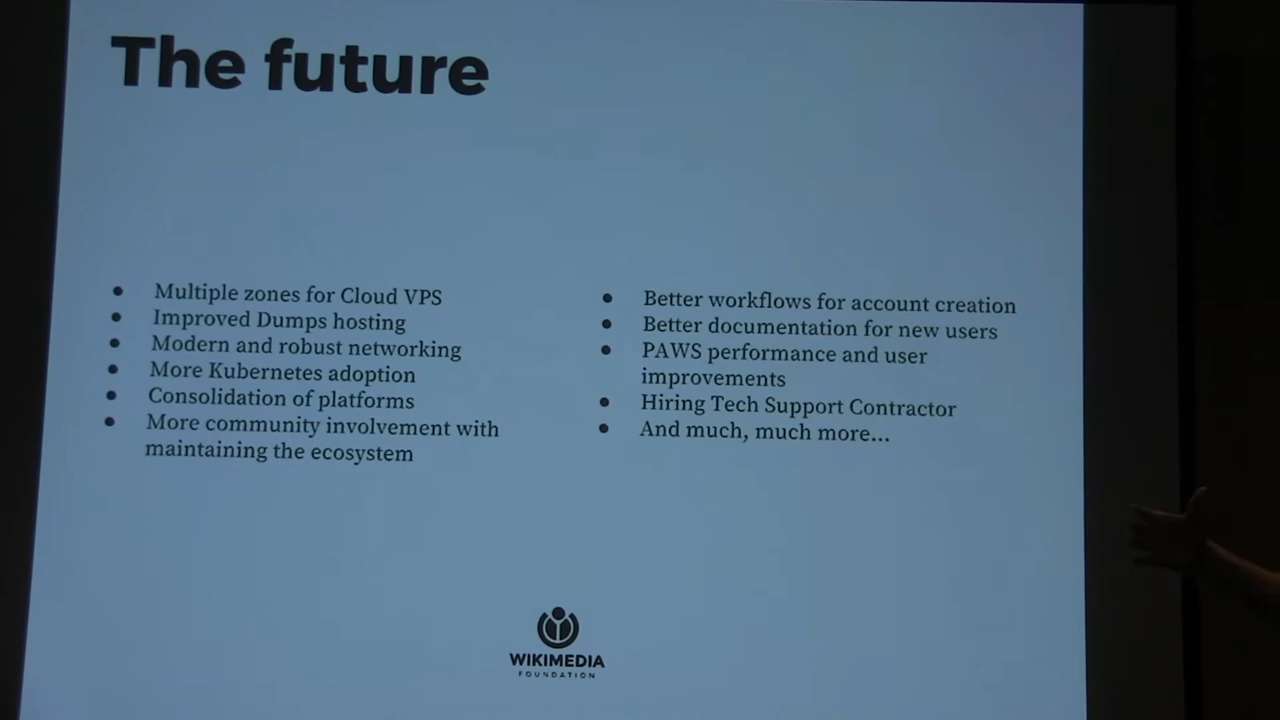 The future
● Multiple zones for Cloud VPS
● Improved Dumps hosting
● Modern and robust networking
● More Kubernetes adoption
● Consolidation of platforms
● More community involvement with
maintaining the ecosystem
● Better workflows for account creation
● Better documentation for new users
● PAWS performance and user
improvements
● Hiring Tech Support Contractor
● And much, much more...
WIKIMEDIA
FOUNDATION